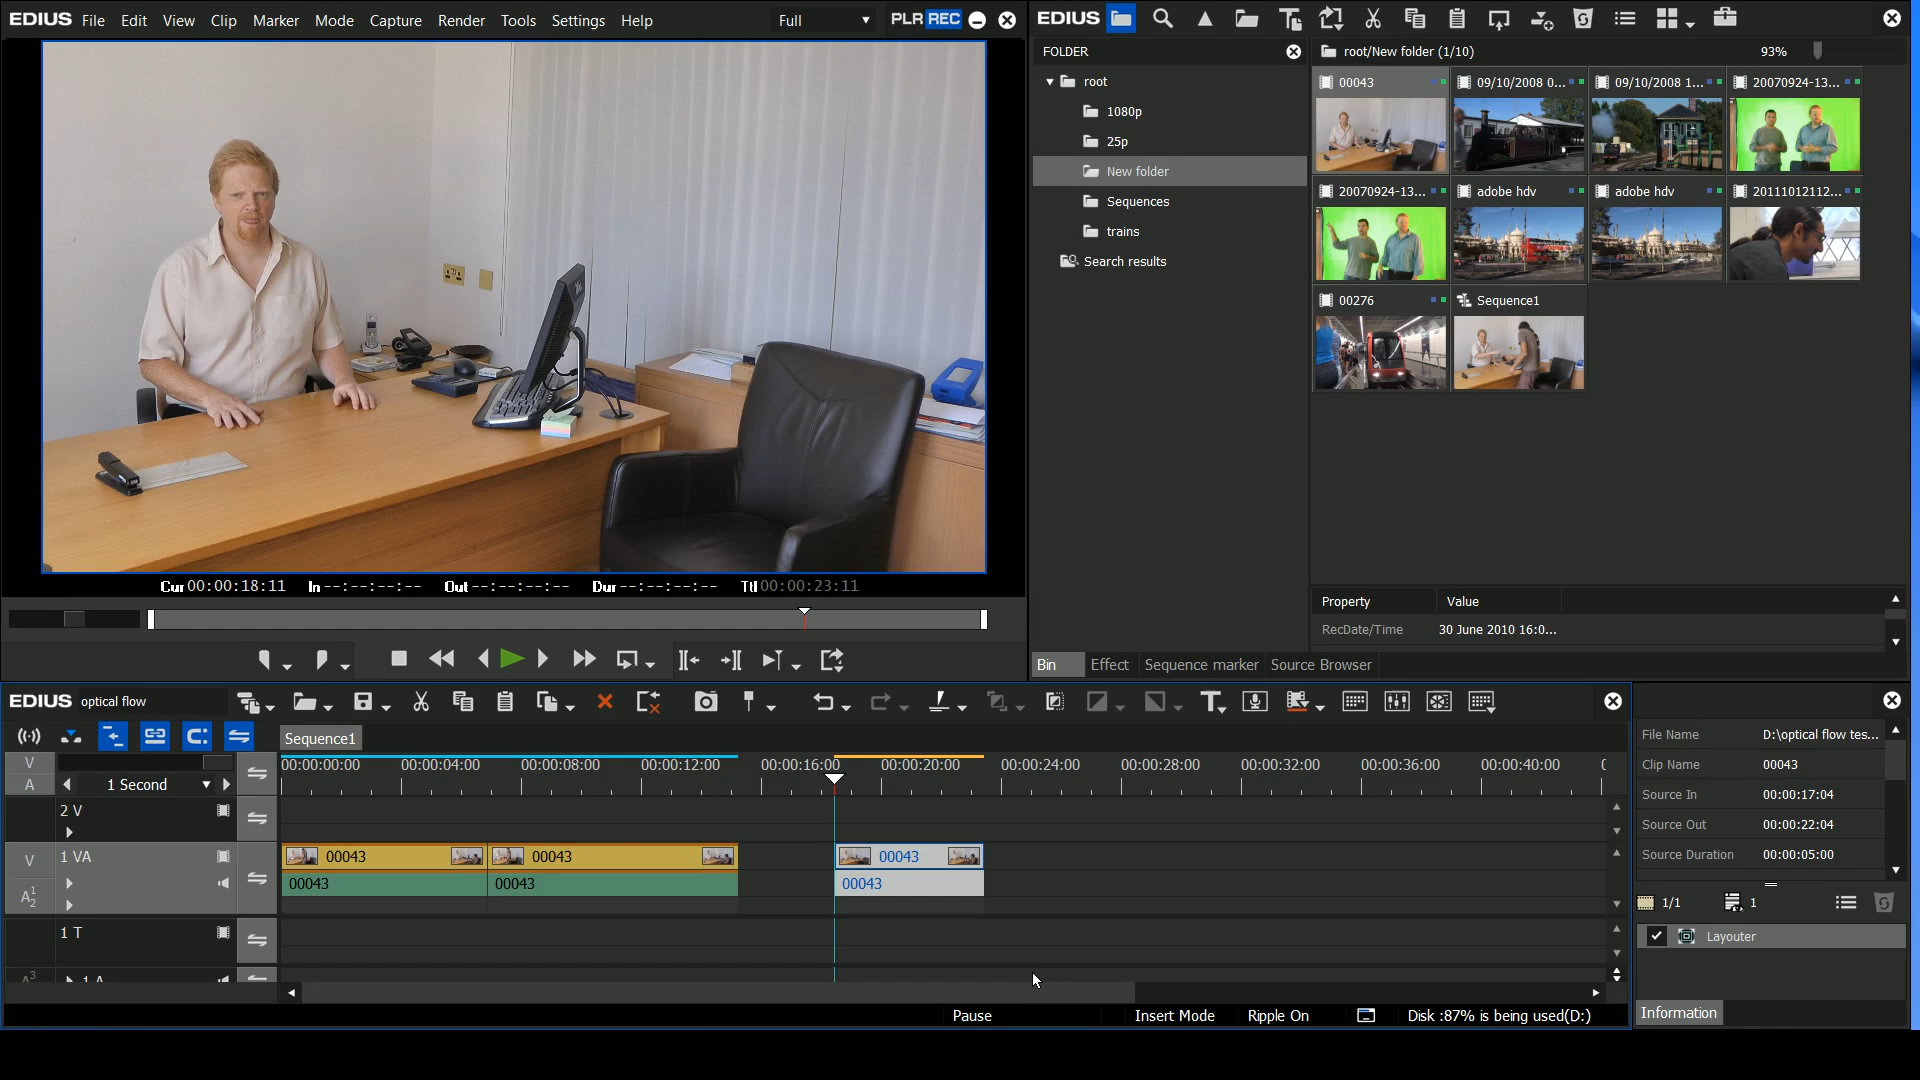 EDIUS File Edit View Clip Marker Mode Capture Render Tools Settings Help Full PLR REC
Cur 00:00:18:11 In --:--:--:-- Out --:--:--:-- Dur --:--:--:-- Ttl 00:00:23:11
EDIUS
FOLDER
root
1080p
25p
New folder
Sequences
trains
Search results
root/New folder (1/10) 93%
00043 09/10/2008 0... 09/10/2008 1... 20070924-13...
20070924-13... adobe hdv adobe hdv 20111012112...
00276 Sequence1
Property Value
RecDate/Time 30 June 2010 16:0...
Bin Effect Sequence marker Source Browser
EDIUS optical flow
Sequence1
V 00:00:00:00 00:00:04:00 00:00:08:00 00:00:12:00 00:00:16:00 00:00:20:00 00:00:24:00 00:00:28:00 00:00:32:00 00:00:36:00 00:00:40:00
A 1 Second
2 V
V 1 VA 00043 00043 00043
A 1 2 00043 00043 00043
1 T
A 3 1 A
Pause Insert Mode Ripple On Disk :87% is being used(D:)
File Name D:\optical flow tes...
Clip Name 00043
Source In 00:00:17:04
Source Out 00:00:22:04
Source Duration 00:00:05:00
1/1 1
Layouter
Information